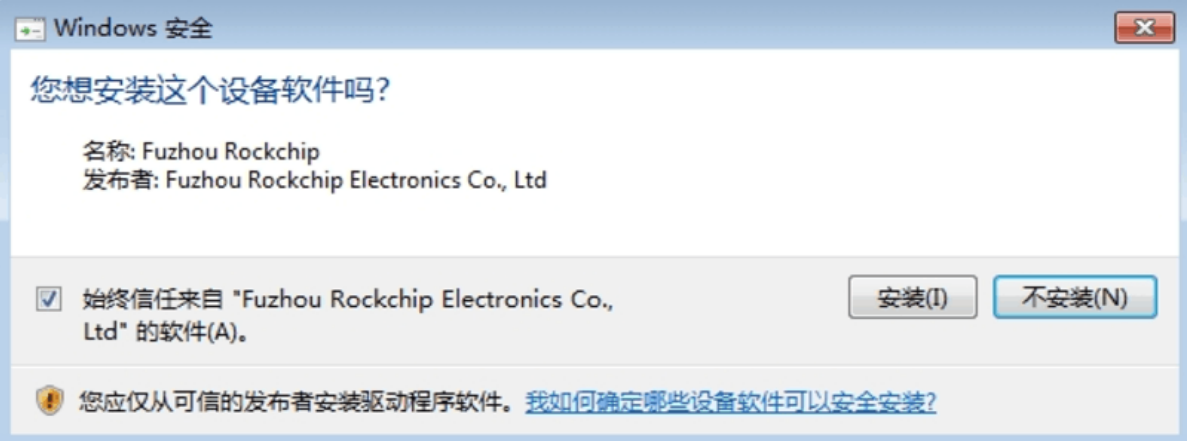 Windows 安全
您想安装这个设备软件吗?
名称: Fuzhou Rockchip
发布者: Fuzhou Rockchip Electronics Co., Ltd
始终信任来自 "Fuzhou Rockchip Electronics Co.,
Ltd" 的软件(A)。
安装(I)
不安装(N)
您应仅从可信的发布者安装驱动程序软件。我如何确定哪些设备软件可以安全安装?